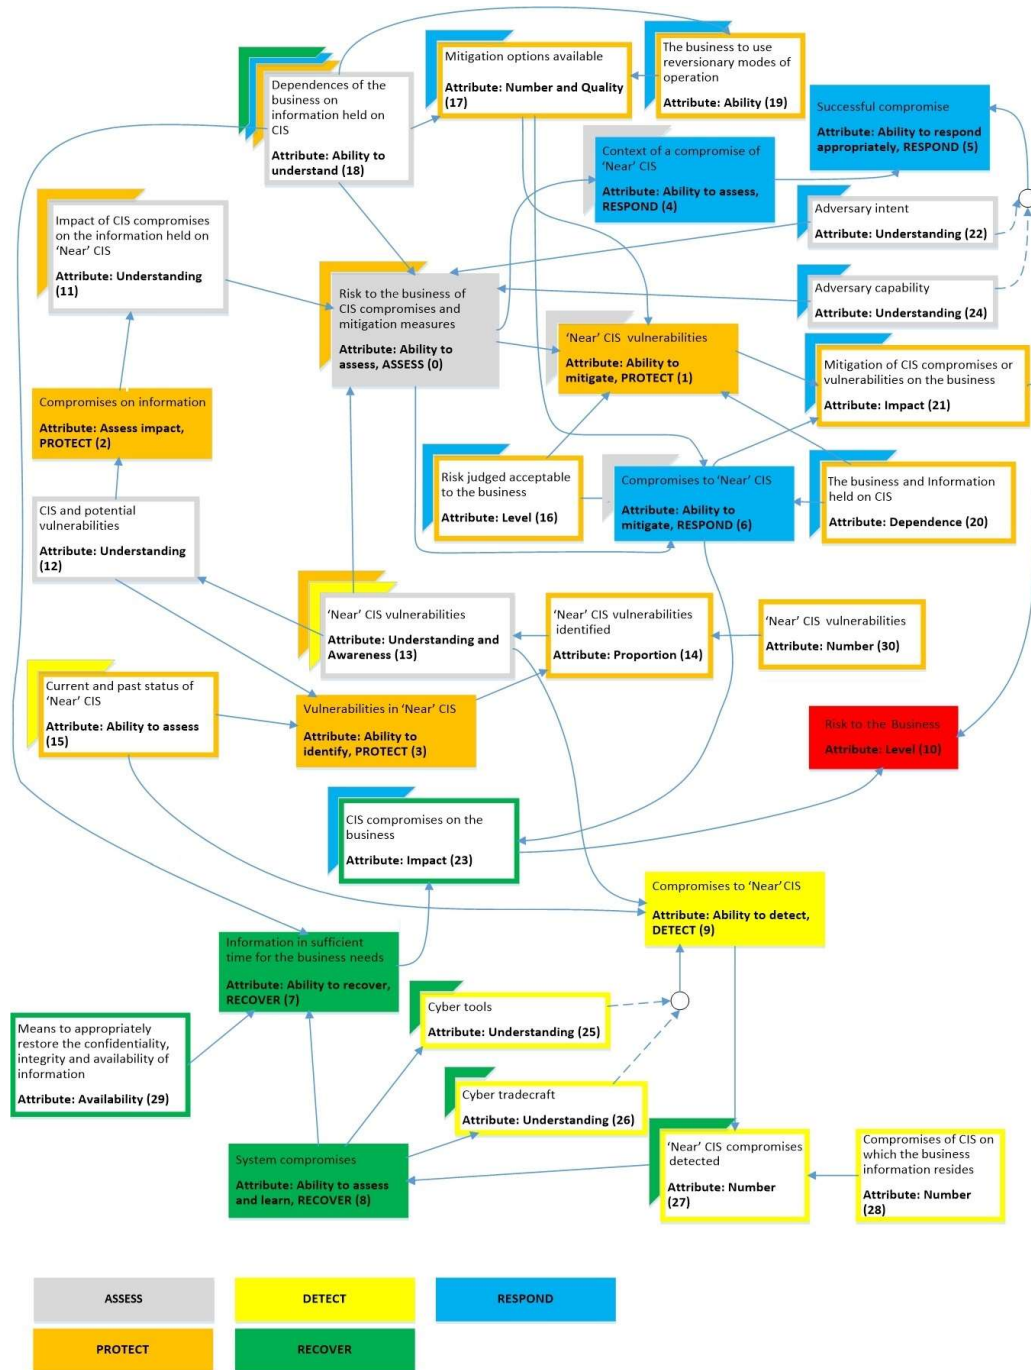 Dependences of the
business on
information held on
CIS
Attribute: Ability to
understand (18)
Mitigation options available
Attribute: Number and Quality
(17)
The business to use
reversionary modes of
operation
Attribute: Ability (19)
Successful compromise
Attribute: Ability to respond
appropriately, RESPOND (5)
Context of a compromise of
‘Near’ CIS
Attribute: Ability to assess,
RESPOND (4)
Impact of CIS compromises
on the information held on
‘Near’ CIS
Attribute: Understanding
(11)
Adversary intent
Attribute: Understanding (22)
Risk to the business of
CIS compromises and
mitigation measures
Attribute: Ability to
assess, ASSESS (0)
Adversary capability
Attribute: Understanding (24)
‘Near’ CIS vulnerabilities
Attribute: Ability to
mitigate, PROTECT (1)
Mitigation of CIS compromises or
vulnerabilities on the business
Attribute: Impact (21)
Compromises on information
Attribute: Assess impact,
PROTECT (2)
Risk judged acceptable
to the business
Attribute: Level (16)
Compromises to ‘Near’ CIS
Attribute: Ability to
mitigate, RESPOND (6)
The business and Information
held on CIS
Attribute: Dependence (20)
CIS and potential
vulnerabilities
Attribute: Understanding
(12)
‘Near’ CIS vulnerabilities
Attribute: Understanding and
Awareness (13)
‘Near’ CIS vulnerabilities
identified
Attribute: Proportion (14)
‘Near’ CIS vulnerabilities
Attribute: Number (30)
Current and past status of
‘Near’ CIS
Attribute: Ability to assess
(15)
Vulnerabilities in ‘Near’ CIS
Attribute: Ability to
identify, PROTECT (3)
Risk to the Business
Attribute: Level (10)
CIS compromises on the
business
Attribute: Impact (23)
Compromises to ‘Near’ CIS
Attribute: Ability to detect,
DETECT (9)
Information in sufficient
time for the business needs
Attribute: Ability to recover,
RECOVER (7)
Cyber tools
Attribute: Understanding (25)
Means to appropriately
restore the confidentiality,
integrity and availability of
information
Attribute: Availability (29)
Cyber tradecraft
Attribute: Understanding (26)
System compromises
Attribute: Ability to assess
and learn, RECOVER (8)
‘Near’ CIS compromises
detected
Attribute: Number
(27)
Compromises of CIS on
which the business
information resides
Attribute: Number
(28)
ASSESS
DETECT
RESPOND
PROTECT
RECOVER